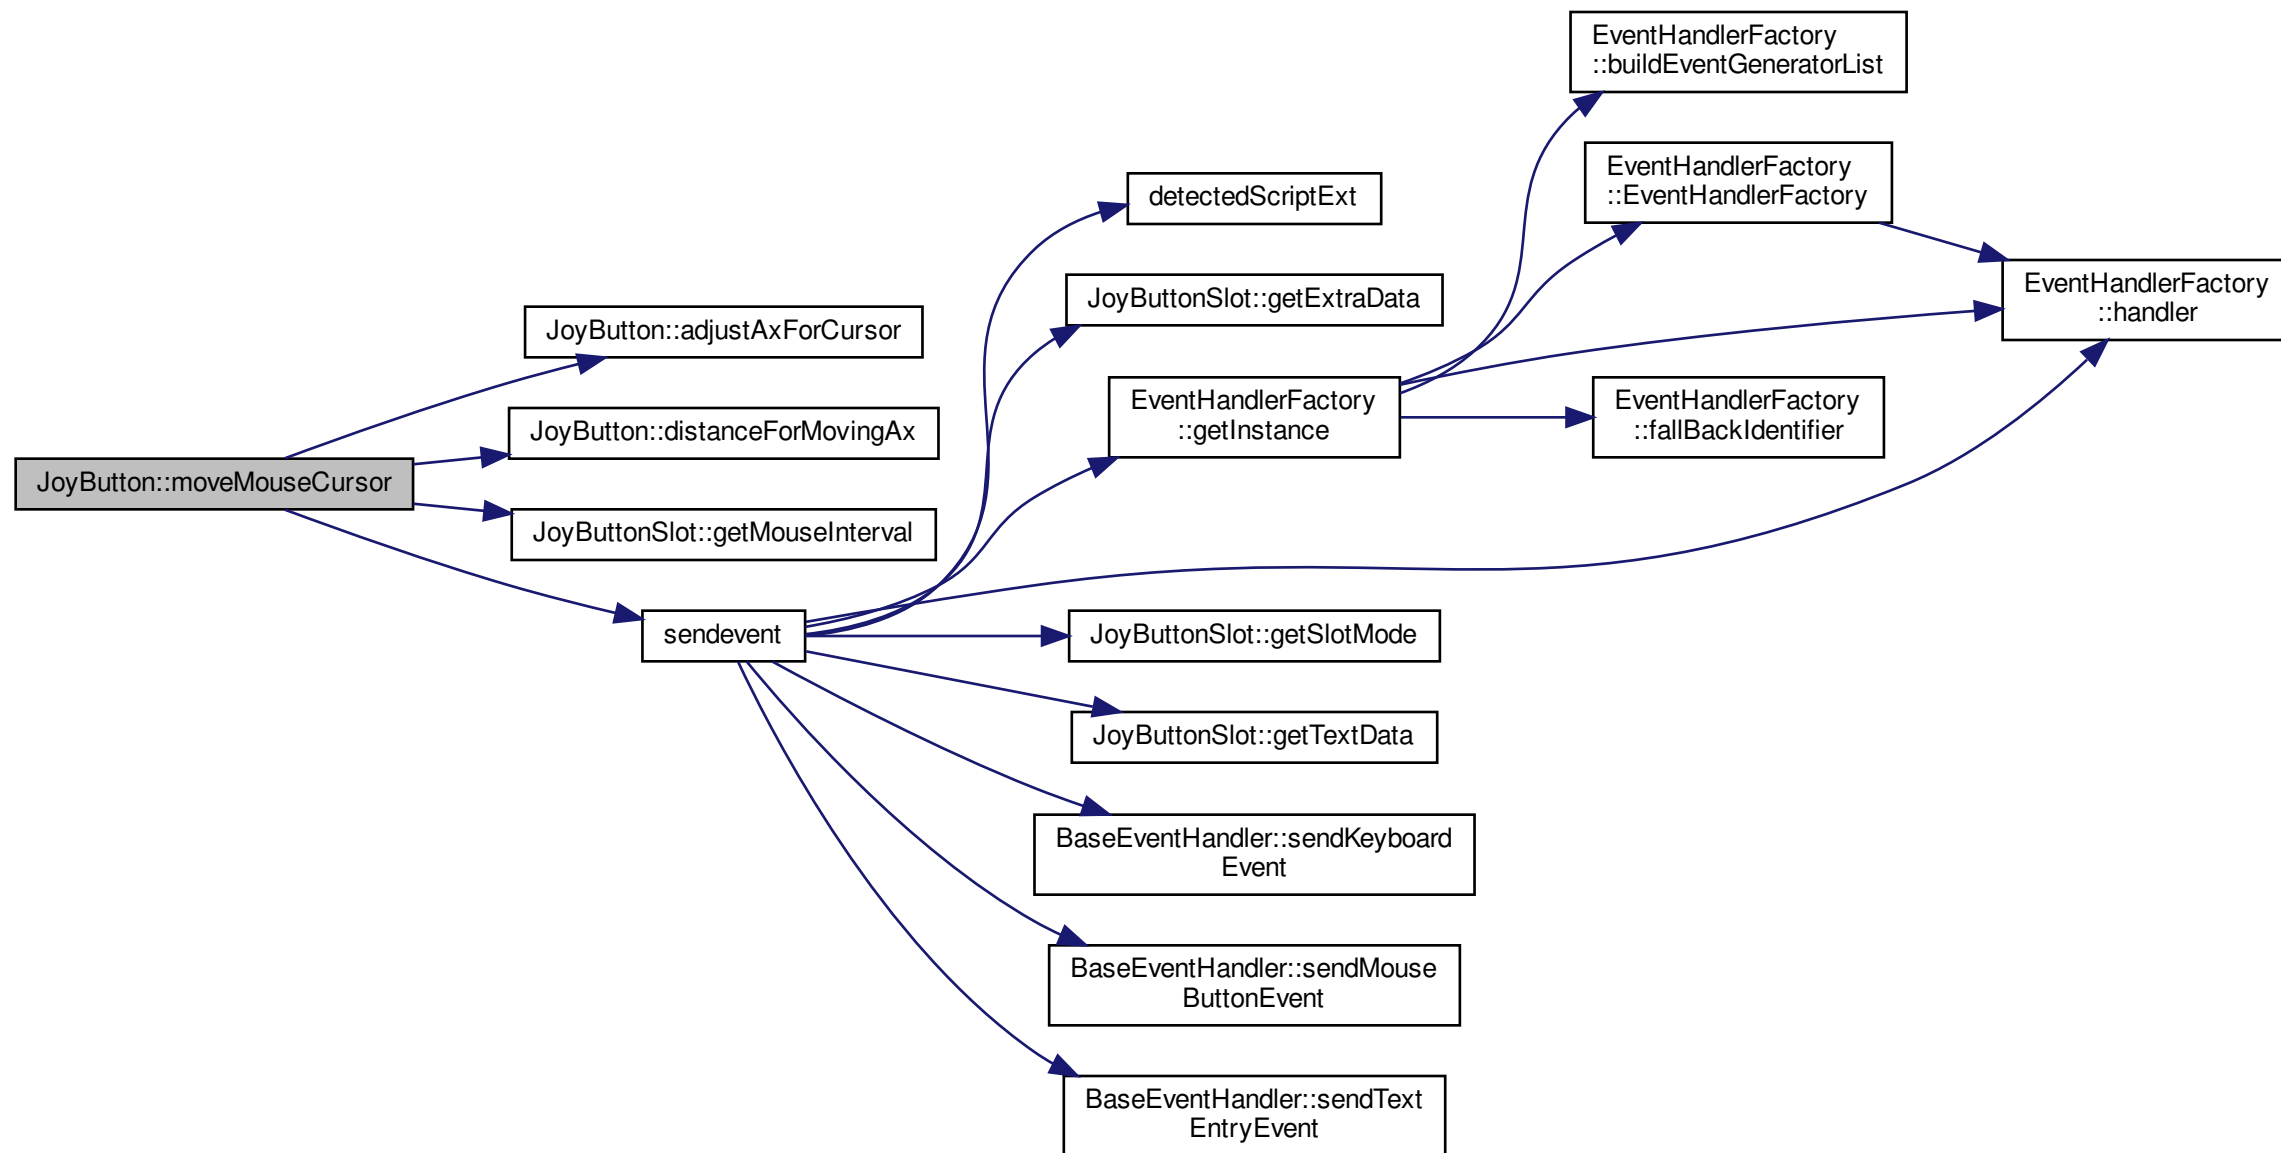 JoyButton::moveMouseCursor
JoyButton::adjustAxForCursor
JoyButton::distanceForMovingAx
JoyButtonSlot::getMouseInterval
sendevent
detectedScriptExt
JoyButtonSlot::getExtraData
EventHandlerFactory
::getInstance
JoyButtonSlot::getSlotMode
JoyButtonSlot::getTextData
BaseEventHandler::sendKeyboard
Event
BaseEventHandler::sendMouse
ButtonEvent
BaseEventHandler::sendText
EntryEvent
EventHandlerFactory
::buildEventGeneratorList
EventHandlerFactory
::EventHandlerFactory
EventHandlerFactory
::fallBackIdentifier
EventHandlerFactory
::handler